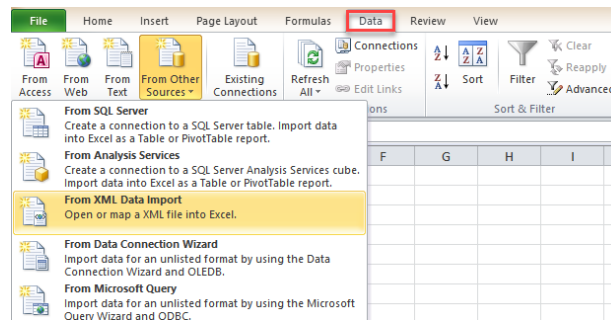 File Home Insert Page Layout Formulas Data Review View
From Access
From Web
From Text
From Other Sources
Existing Connections
Refresh All
Connections
Properties
Edit Links
Sort
Filter
Clear
Reapply
Advanced
ons
Sort & Filter
From SQL Server
Create a connection to a SQL Server table. Import data
into Excel as a Table or PivotTable report.
From Analysis Services
Create a connection to a SQL Server Analysis Services cube.
Import data into Excel as a Table or PivotTable report.
From XML Data Import
Open or map a XML file into Excel.
From Data Connection Wizard
Import data for an unlisted format by using the Data
Connection Wizard and OLEDB.
From Microsoft Query
Import data for an unlisted format by using the Microsoft
Query Wizard and ODBC.
F G H I